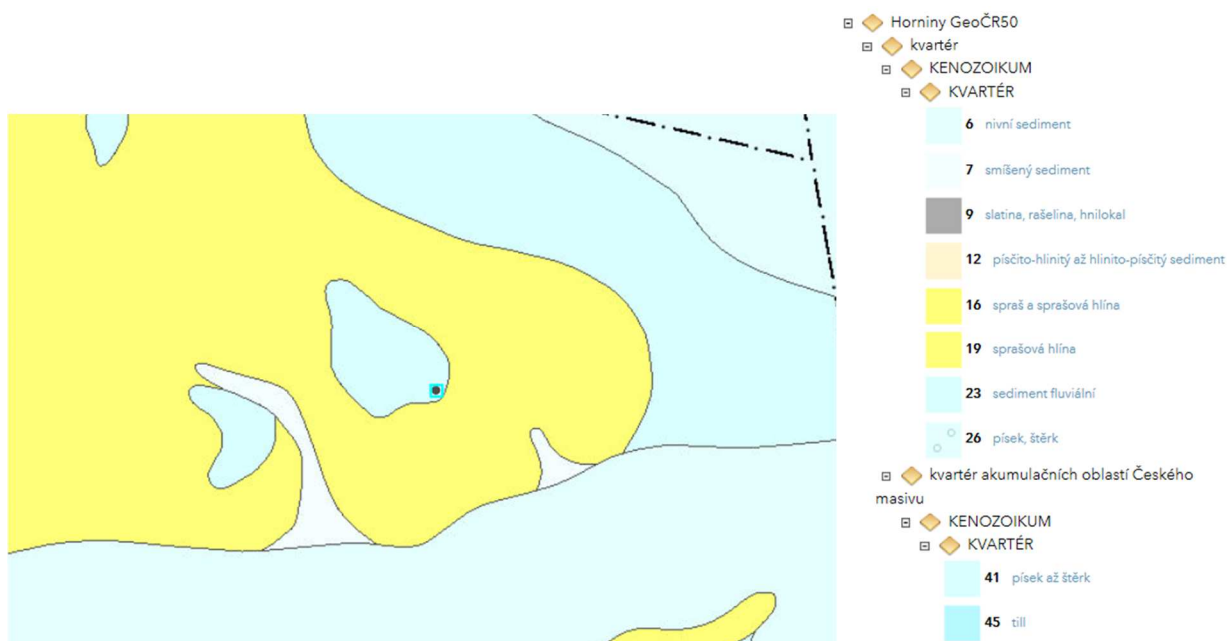 Horniny GeoČR50
kvartér
KENOZOIKUM
KVARTÉR
6 nivní sediment
7 smíšený sediment
9 slatina, rašelina, hnilokal
12 písčito-hlinitý až hlinito-písčitý sediment
16 spraš a sprašová hlína
19 sprašová hlína
23 sediment fluviální
26 písek, štěrk
kvartér akumulačních oblastí Českého
masivu
KENOZOIKUM
KVARTÉR
41 písek až štěrk
45 till